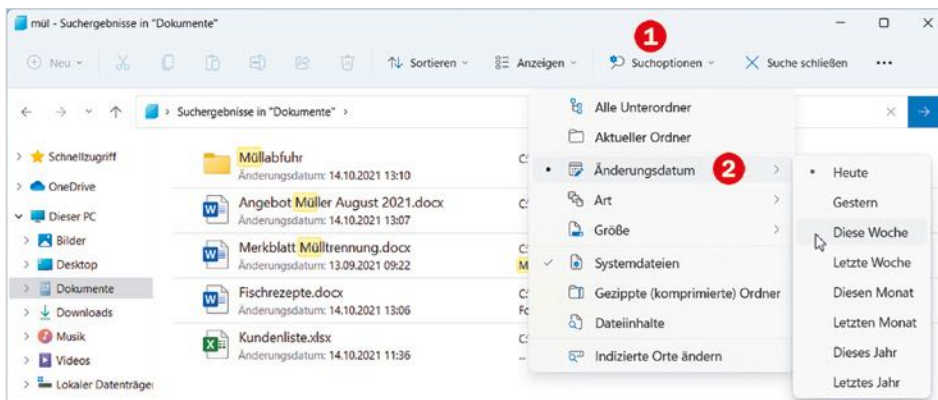 mül - Suchergebnisse in "Dokumente"
1
Neu
Sortieren
Anzeigen
Suchoptionen
Suche schließen
Suchergebnisse in "Dokumente"
Schnellzugriff
OneDrive
Dieser PC
Bilder
Desktop
Dokumente
Downloads
Musik
Videos
Lokaler Datenträger
Müllabfuhr
Änderungsdatum: 14.10.2021 13:10
Angebot Müller August 2021.docx
Änderungsdatum: 14.10.2021 13:07
Merkblatt Mülltrennung.docx
Änderungsdatum: 13.09.2021 09:22
Fischrezepte.docx
Änderungsdatum: 14.10.2021 13:06
Kundenliste.xlsx
Änderungsdatum: 14.10.2021 11:36
C:
C:
C:
M
C:
Fo
C:
...
Alle Unterordner
Aktueller Ordner
Änderungsdatum 2
Art
Größe
Systemdateien
Gezippte (komprimierte) Ordner
Dateiinhalte
Indizierte Orte ändern
Heute
Gestern
Diese Woche
Letzte Woche
Diesen Monat
Letzten Monat
Dieses Jahr
Letztes Jahr